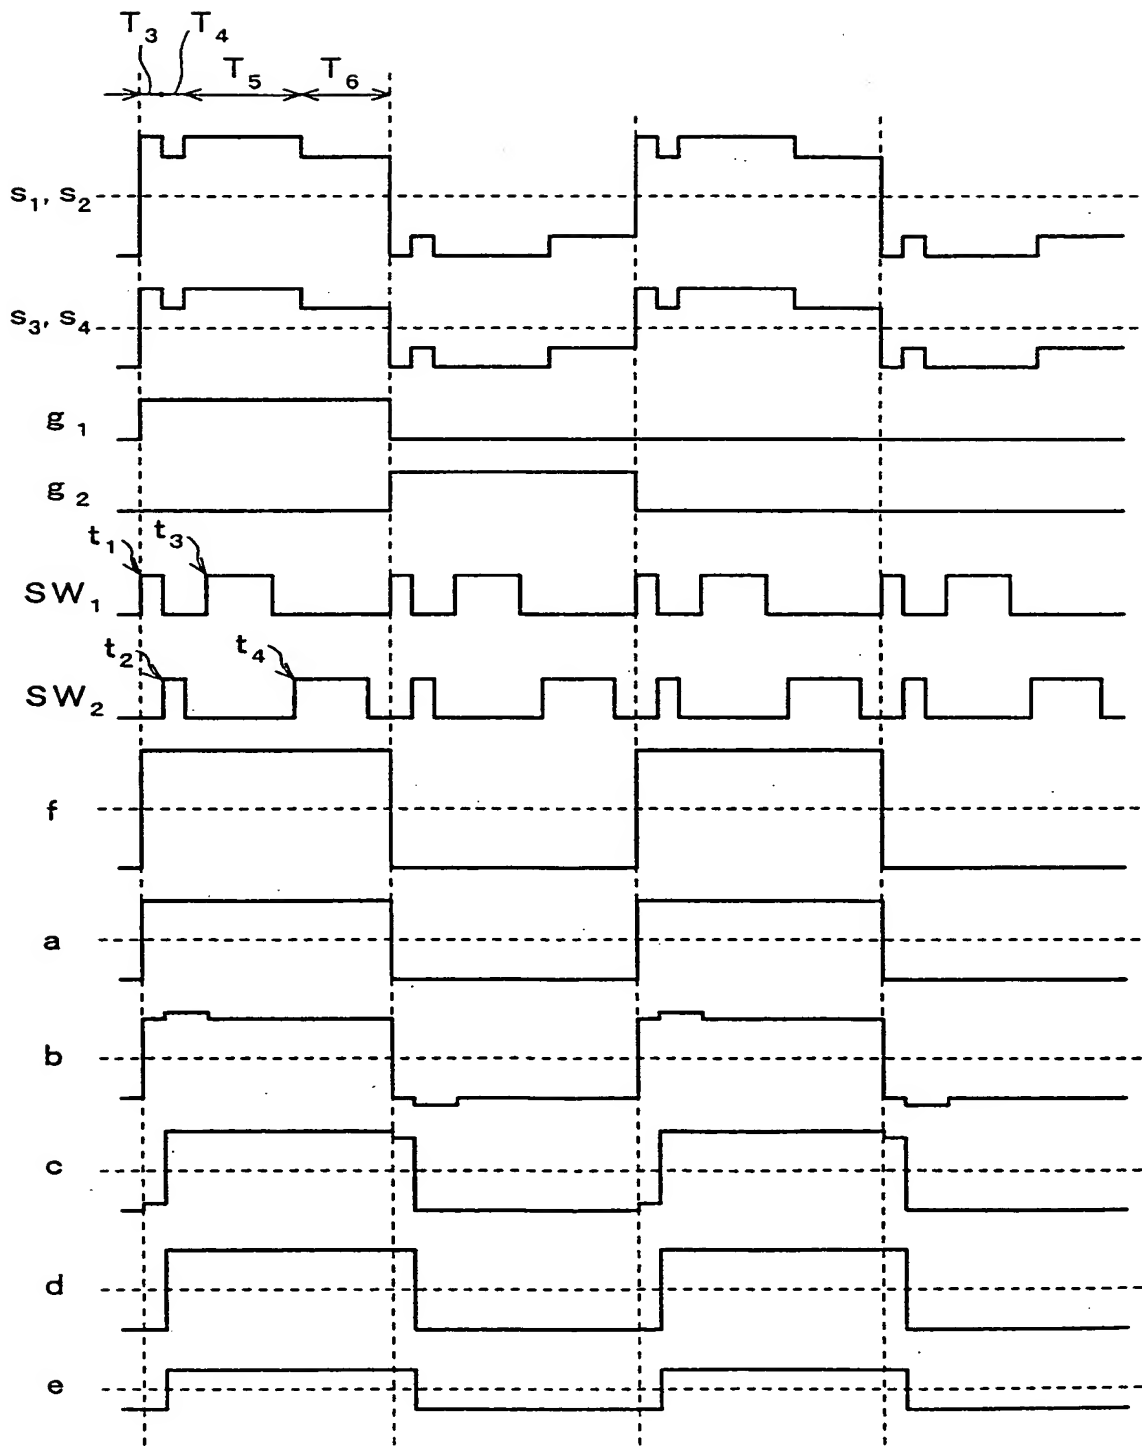 T₃ T₄
T₅ T₆
s₁, s₂
s₃, s₄
g₁
g₂
t₁ t₃
SW₁
t₂ t₄
SW₂
f
a
b
c
d
e